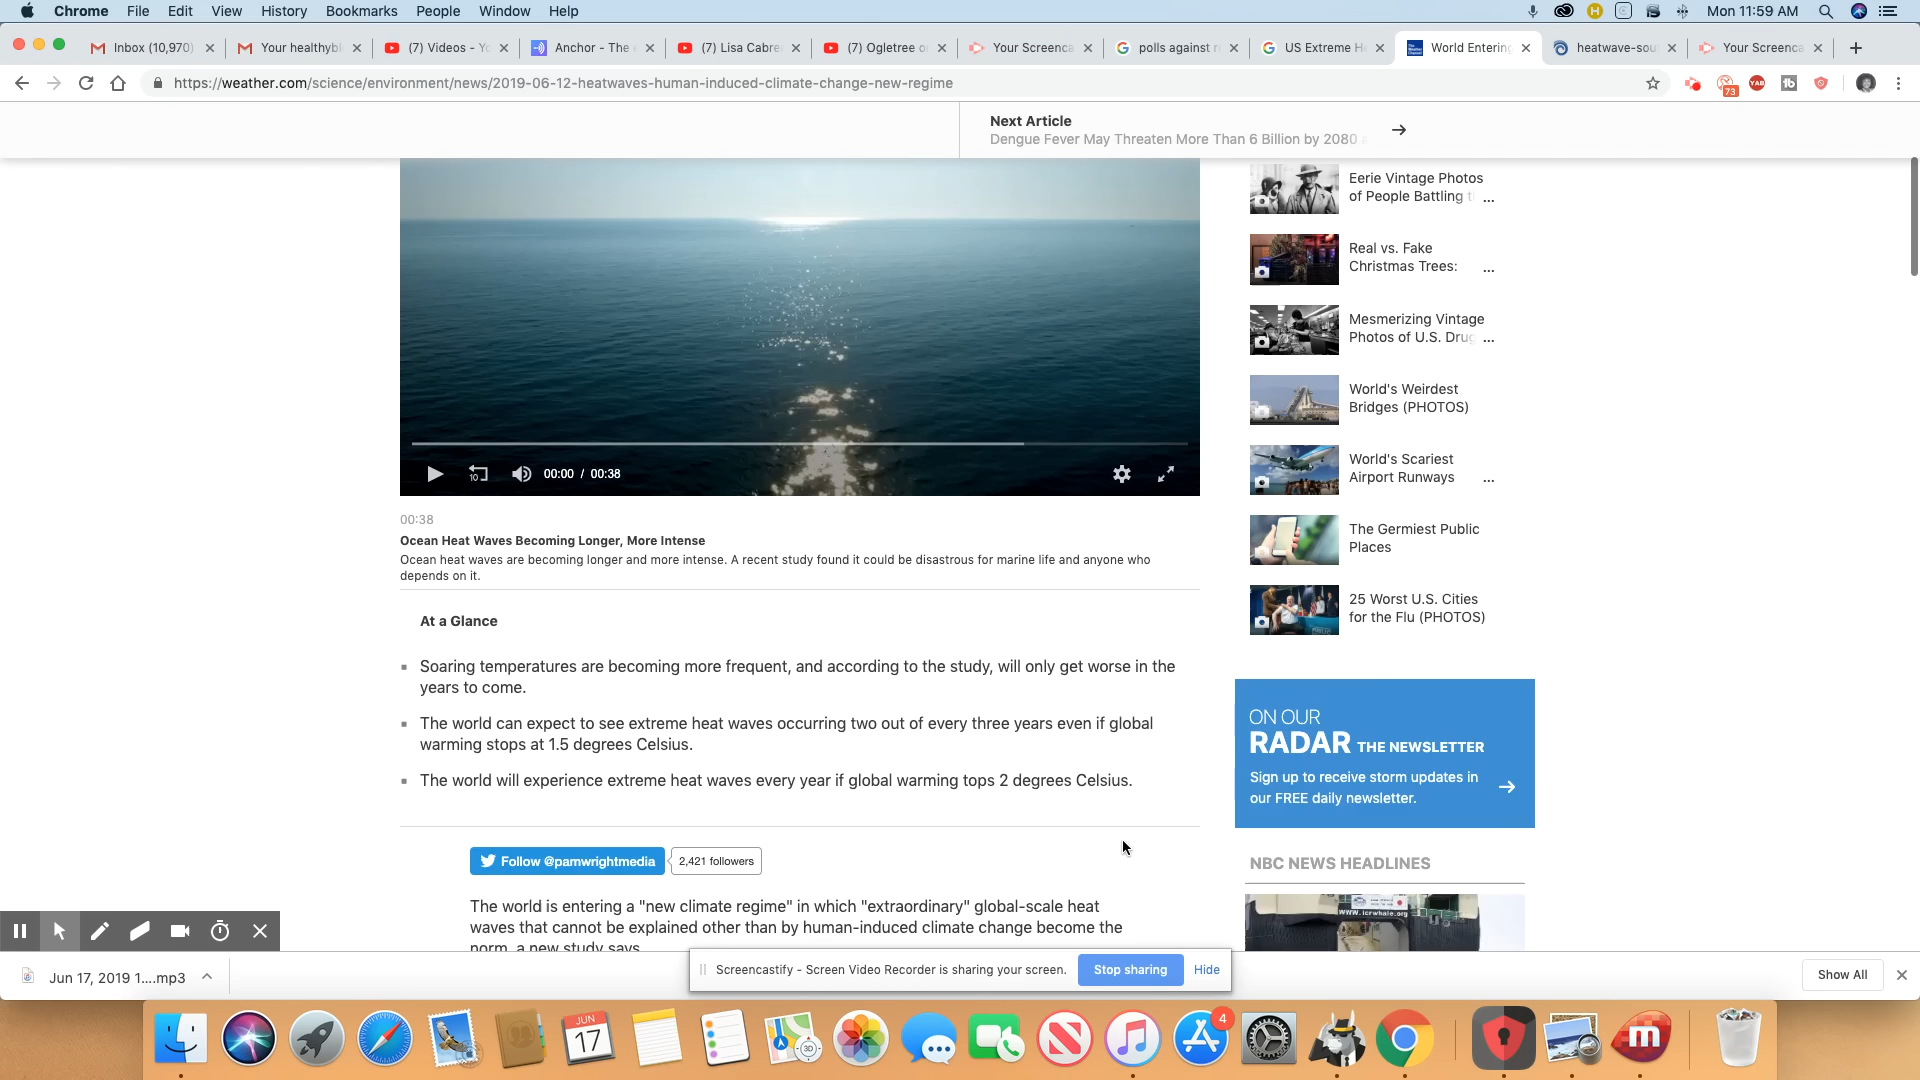 Chrome File Edit View History Bookmarks People Window Help
Mon 11:59 AM
Inbox (10,970)
Your healthybl
(7) Videos - Yo
Anchor - The
(7) Lisa Cabre
(7) Ogletree o
Your Screenca
polls against r
US Extreme He
World Entering
heatwave-sou
Your Screenca
https://weather.com/science/environment/news/2019-06-12-heatwaves-human-induced-climate-change-new-regime
73
YAB
tb
Next Article
Dengue Fever May Threaten More Than 6 Billion by 2080
Eerie Vintage Photos
of People Battling t ...
Real vs. Fake
Christmas Trees: ...
Mesmerizing Vintage
Photos of U.S. Drug ...
World's Weirdest
Bridges (PHOTOS)
World's Scariest
Airport Runways ...
The Germiest Public
Places
25 Worst U.S. Cities
for the Flu (PHOTOS)
10
00:00 / 00:38
00:38
Ocean Heat Waves Becoming Longer, More Intense
Ocean heat waves are becoming longer and more intense. A recent study found it could be disastrous for marine life and anyone who
depends on it.
At a Glance
Soaring temperatures are becoming more frequent, and according to the study, will only get worse in the
years to come.
The world can expect to see extreme heat waves occurring two out of every three years even if global
warming stops at 1.5 degrees Celsius.
The world will experience extreme heat waves every year if global warming tops 2 degrees Celsius.
ON OUR
RADAR THE NEWSLETTER
Sign up to receive storm updates in
our FREE daily newsletter.
Follow @pamwrightmedia
2,421 followers
NBC NEWS HEADLINES
www.icrwhale.org
The world is entering a "new climate regime" in which "extraordinary" global-scale heat
waves that cannot be explained other than by human-induced climate change become the
norm, a new study says.
Screencastify - Screen Video Recorder is sharing your screen.
Stop sharing
Hide
Jun 17, 2019 1....mp3
Show All
JUN
17
3D
4